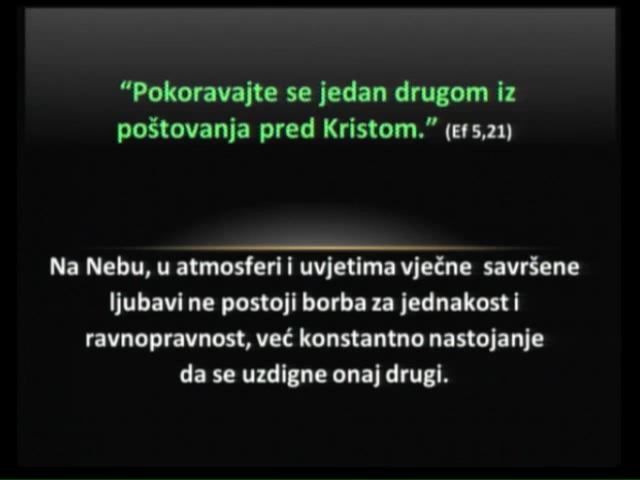 “Pokoravajte se jedan drugom iz
poštovanja pred Kristom.” (Ef 5,21)
Na Nebu, u atmosferi i uvjetima vječne savršene
ljubavi ne postoji borba za jednakost i
ravnopravnost, već konstantno nastojanje
da se uzdigne onaj drugi.